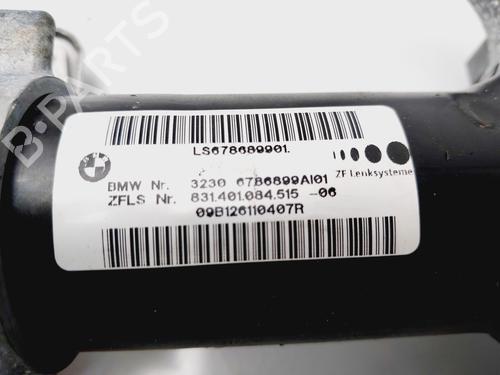 B-PARTS
LS678689901.
BMW Nr. 3230 6786899AI01
ZFLS Nr. 831.401.084.515 -06
09B126110407R
ZF Lenksysteme